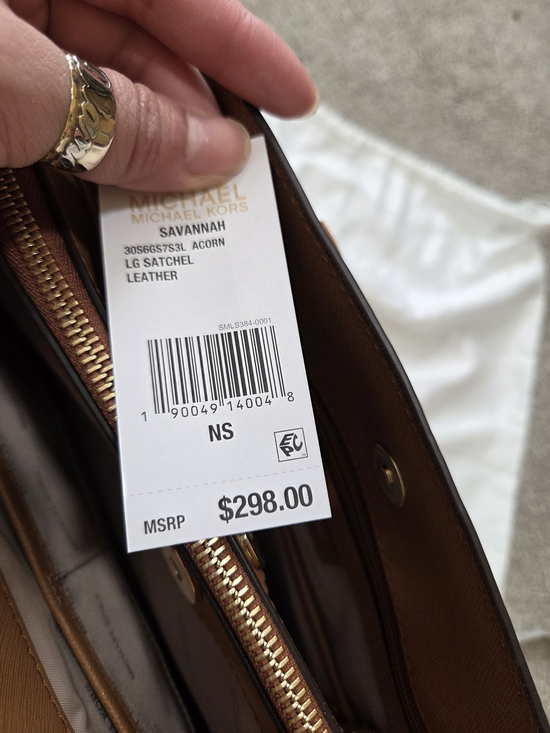 MICHAEL
MICHAEL KORS
SAVANNAH
30S6GS7S3L ACORN
LG SATCHEL
LEATHER
SMLS384-0001
1 90049 14004 8
NS
EPC
MSRP $298.00